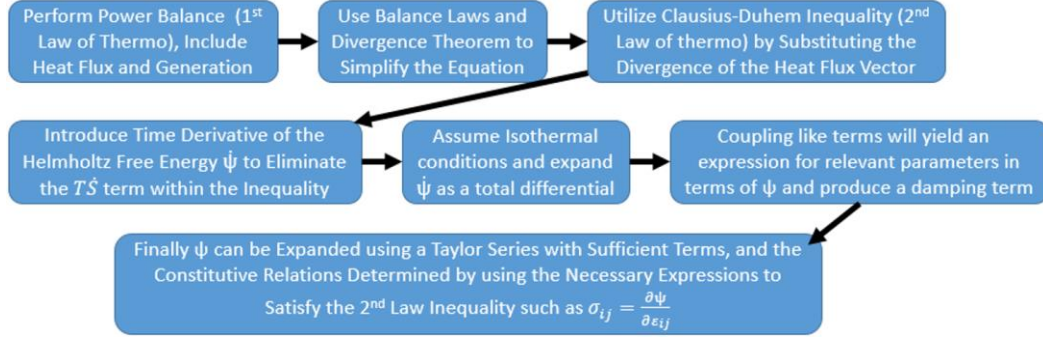 Perform Power Balance (1st
Law of Thermo), Include
Heat Flux and Generation
Use Balance Laws and
Divergence Theorem to
Simplify the Equation
Utilize Clausius-Duhem Inequality (2nd
Law of thermo) by Substituting the
Divergence of the Heat Flux Vector
Introduce Time Derivative of the
Helmholtz Free Energy ψ̇ to Eliminate
the TṠ term within the Inequality
Assume Isothermal
conditions and expand
ψ̇ as a total differential
Coupling like terms will yield an
expression for relevant parameters in
terms of ψ and produce a damping term
Finally ψ can be Expanded using a Taylor Series with Sufficient Terms, and the
Constitutive Relations Determined by using the Necessary Expressions to
Satisfy the 2nd Law Inequality such as σij = ∂ψ/∂εij